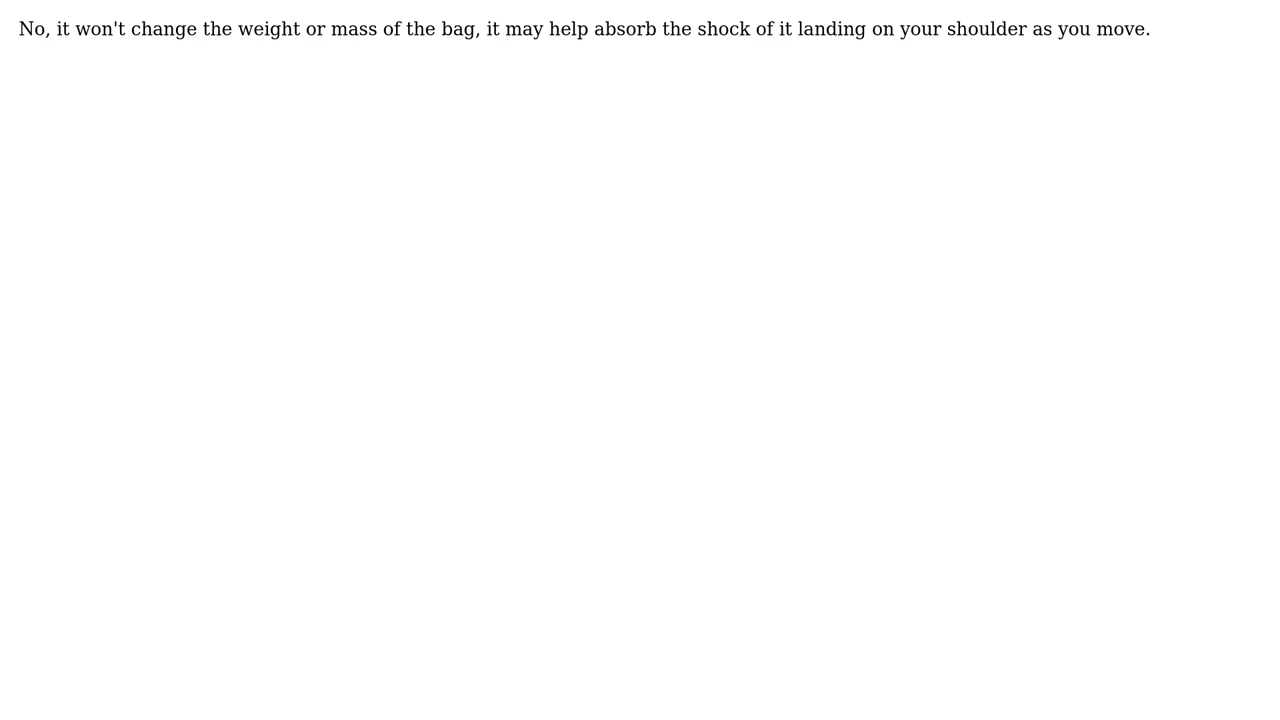 No, it won't change the weight or mass of the bag, it may help absorb the shock of it landing on your shoulder as you move.